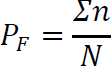 P_F = Σn / N